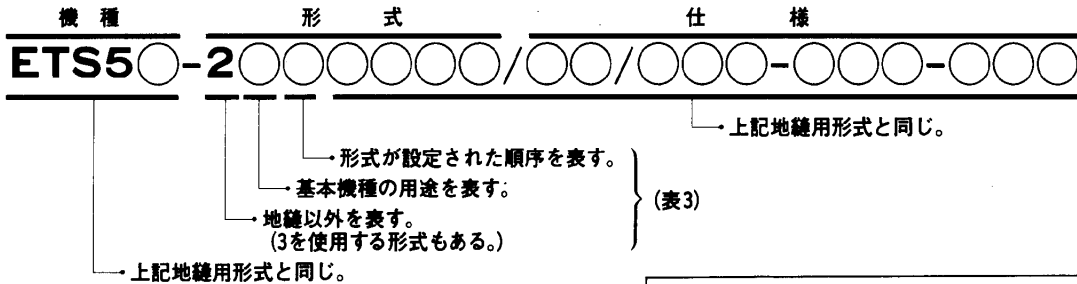 機種 形式 仕様
ETS5○-2○○○○○○/○○/○○○-○○○-○○○
上記地縫用形式と同じ。
形式が設定された順序を表す。
基本機種の用途を表す。
(表3)
地縫以外を表す。
(3を使用する形式もある。)
上記地縫用形式と同じ。